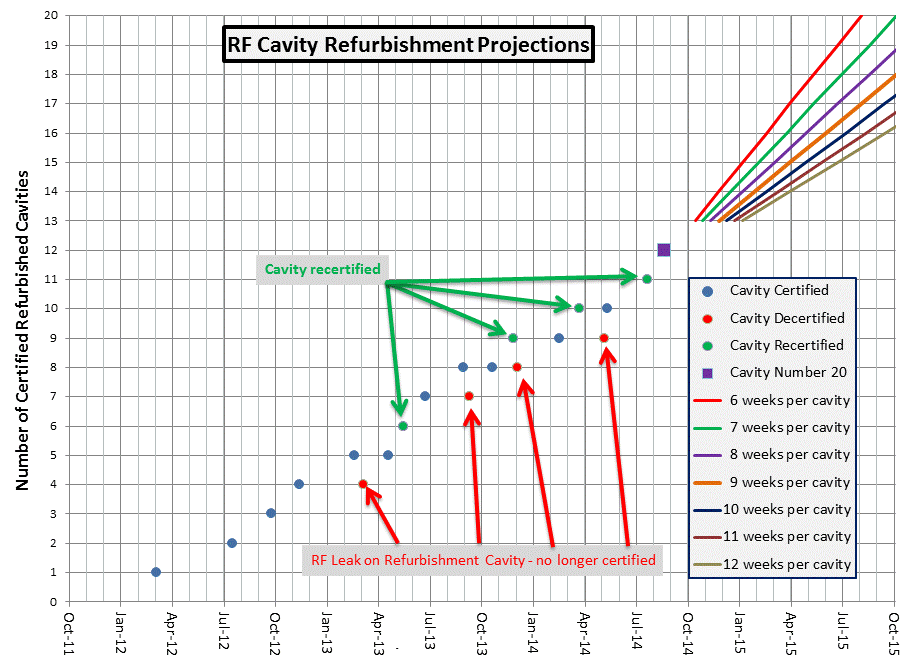 RF Cavity Refurbishment Projections
Number of Certified Refurbished Cavities
20
19
18
17
16
15
14
13
12
11
10
9
8
7
6
5
4
3
2
1
0
Cavity recertified
RF Leak on Refurbishment Cavity - no longer certified
Cavity Certified
Cavity Decertified
Cavity Recertified
Cavity Number 20
6 weeks per cavity
7 weeks per cavity
8 weeks per cavity
9 weeks per cavity
10 weeks per cavity
11 weeks per cavity
12 weeks per cavity
Oct-11
Jan-12
Apr-12
Jul-12
Oct-12
Jan-13
Apr-13
Jul-13
Oct-13
Jan-14
Apr-14
Jul-14
Oct-14
Jan-15
Apr-15
Jul-15
Oct-15